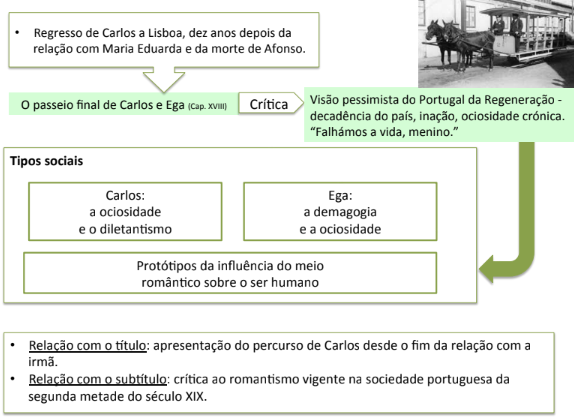 • Regresso de Carlos a Lisboa, dez anos depois da
relação com Maria Eduarda e da morte de Afonso.
O passeio final de Carlos e Ega (Cap. XVIII)
Crítica
Visão pessimista do Portugal da Regeneração -
decadência do país, inação, ociosidade crónica.
“Falhámos a vida, menino.”
Tipos sociais
Carlos:
a ociosidade
e o diletantismo
Ega:
a demagogia
e a ociosidade
Protótipos da influência do meio
romântico sobre o ser humano
• Relação com o título: apresentação do percurso de Carlos desde o fim da relação com a
irmã.
• Relação com o subtítulo: crítica ao romantismo vigente na sociedade portuguesa da
segunda metade do século XIX.